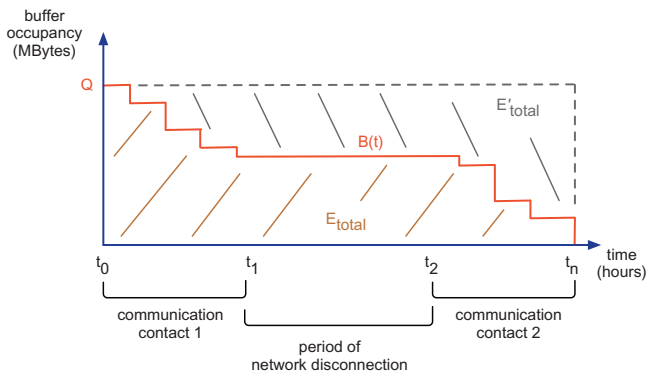 buffer
occupancy
(MBytes)
Q
E'total
B(t)
Etotal
time
(hours)
t0
t1
t2
tn
communication
contact 1
communication
contact 2
period of
network disconnection